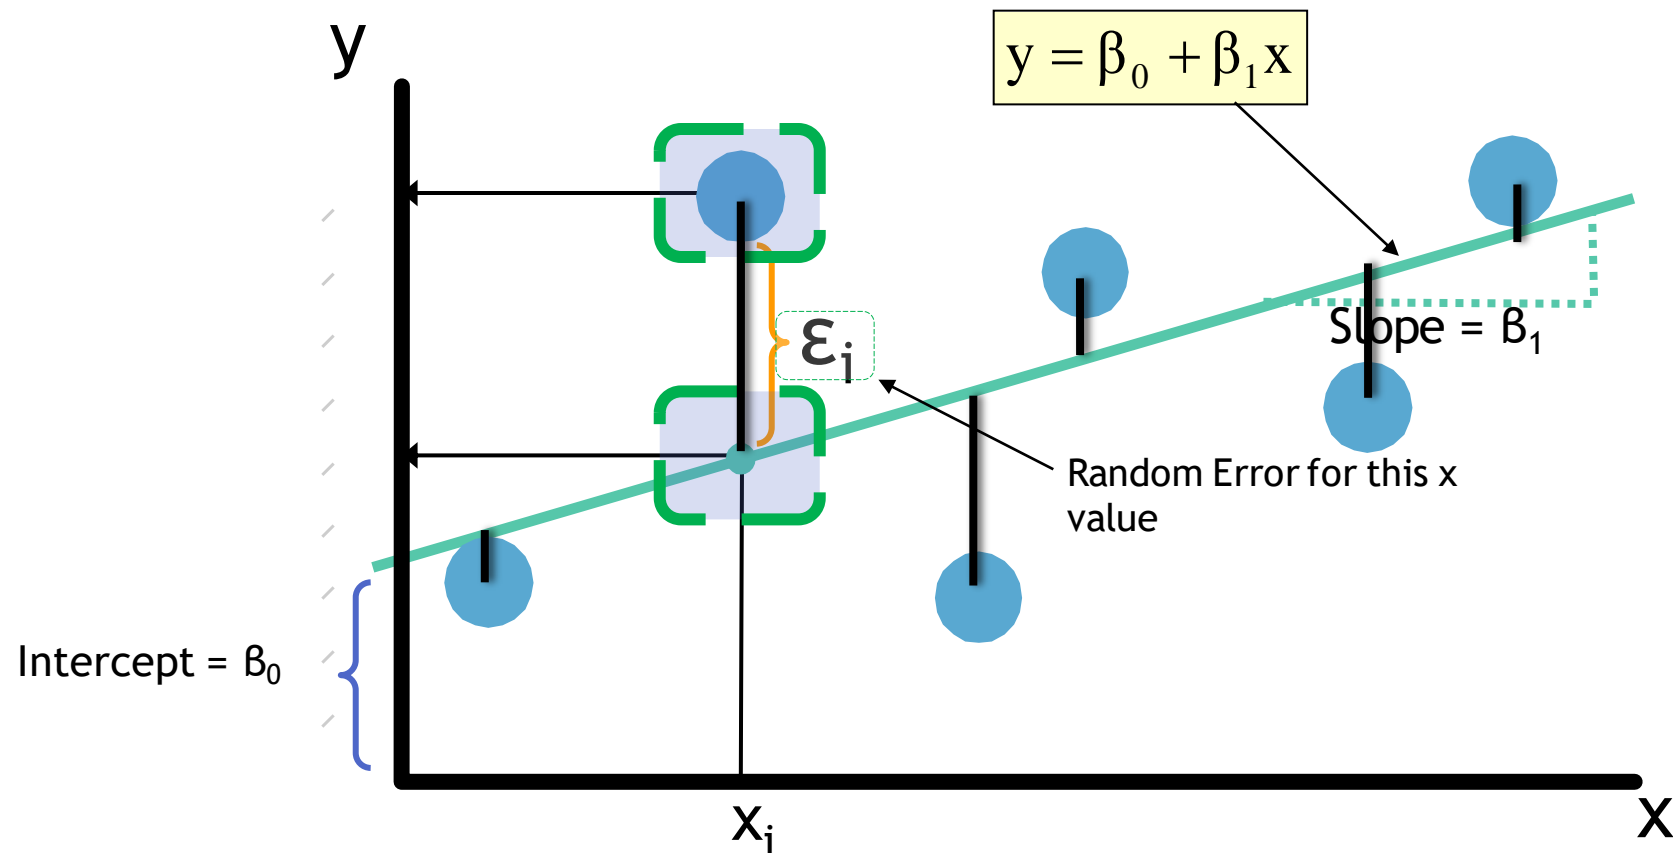 y
y = β₀ + β₁x
εᵢ
Slope = β₁
Random Error for this x
value
Intercept = β₀
xᵢ
x